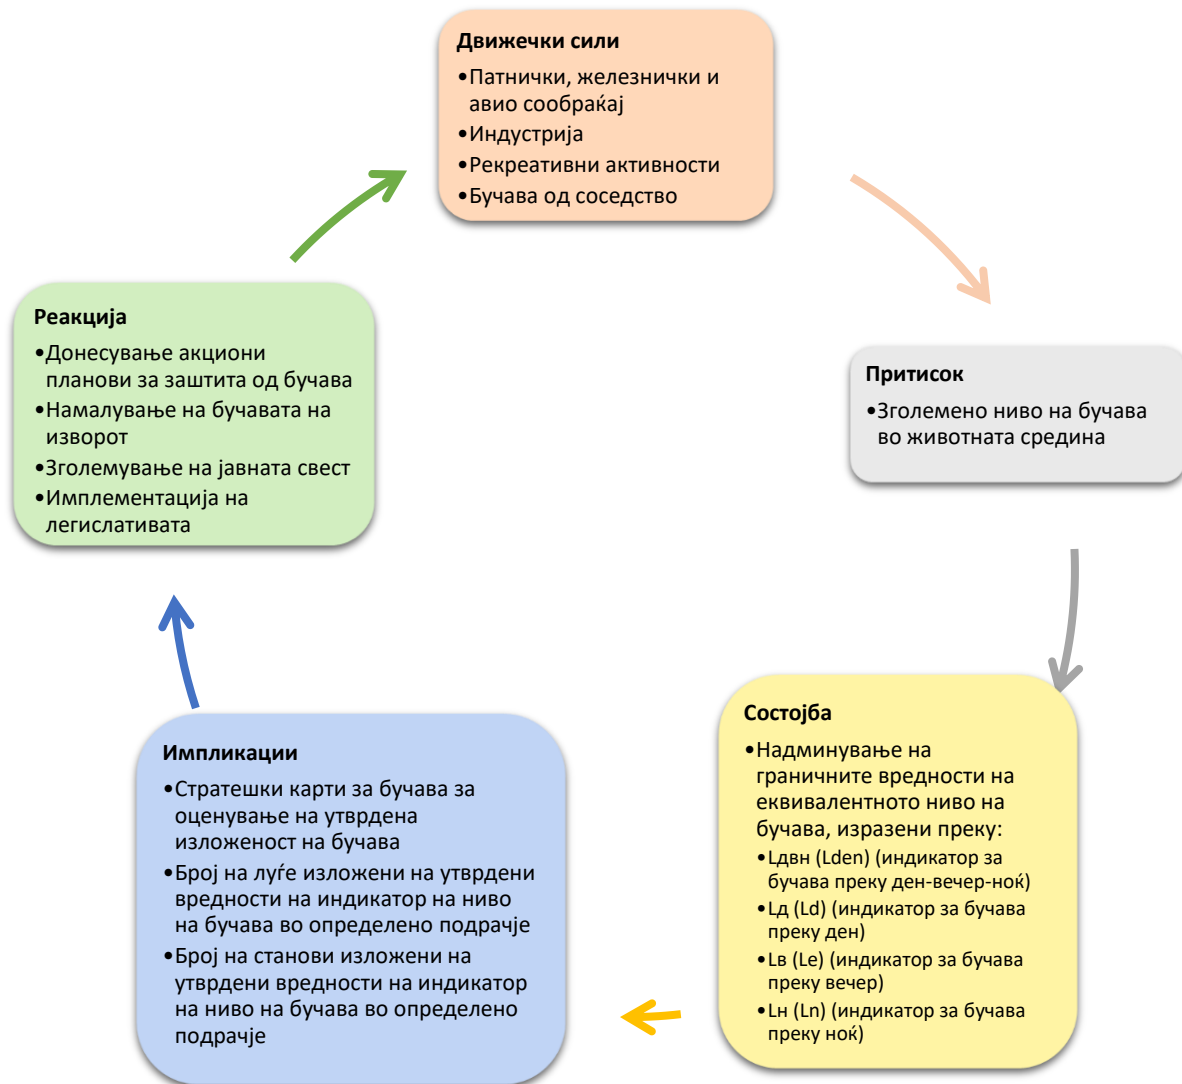 Движечки сили
•Патнички, железнички и
авио сообраќај
•Индустрија
•Рекреативни активности
•Бучава од соседство
Притисок
•Зголемено ниво на бучава
во животната средина
Состојба
•Надминување на
граничните вредности на
еквивалентното ниво на
бучава, изразени преку:
•Lдвн (Lden) (индикатор за
бучава преку ден-вечер-ноќ)
•Lд (Ld) (индикатор за бучава
преку ден)
•Lв (Le) (индикатор за бучава
преку вечер)
•Lн (Ln) (индикатор за бучава
преку ноќ)
Импликации
•Стратешки карти за бучава за
оценување на утврдена
изложеност на бучава
•Број на луѓе изложени на утврдени
вредности на индикатор на ниво
на бучава во определено подрачје
•Број на станови изложени на
утврдени вредности на индикатор
на ниво на бучава во определено
подрачје
Реакција
•Донесување акциони
планови за заштита од бучава
•Намалување на бучавата на
изворот
•Зголемување на јавната свест
•Имплементација на
легислативата